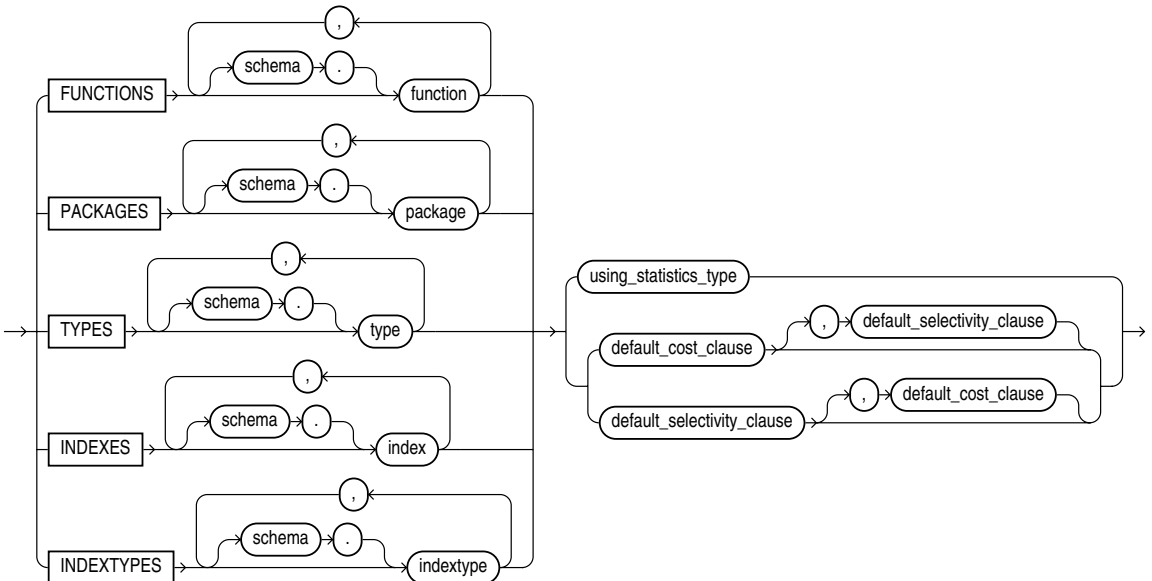 ,
schema .
FUNCTIONS function
,
schema .
PACKAGES package
,
schema .
TYPES type
,
schema .
INDEXES index
,
schema .
INDEXTYPES indextype
using_statistics_type
, default_selectivity_clause
default_cost_clause
, default_cost_clause
default_selectivity_clause